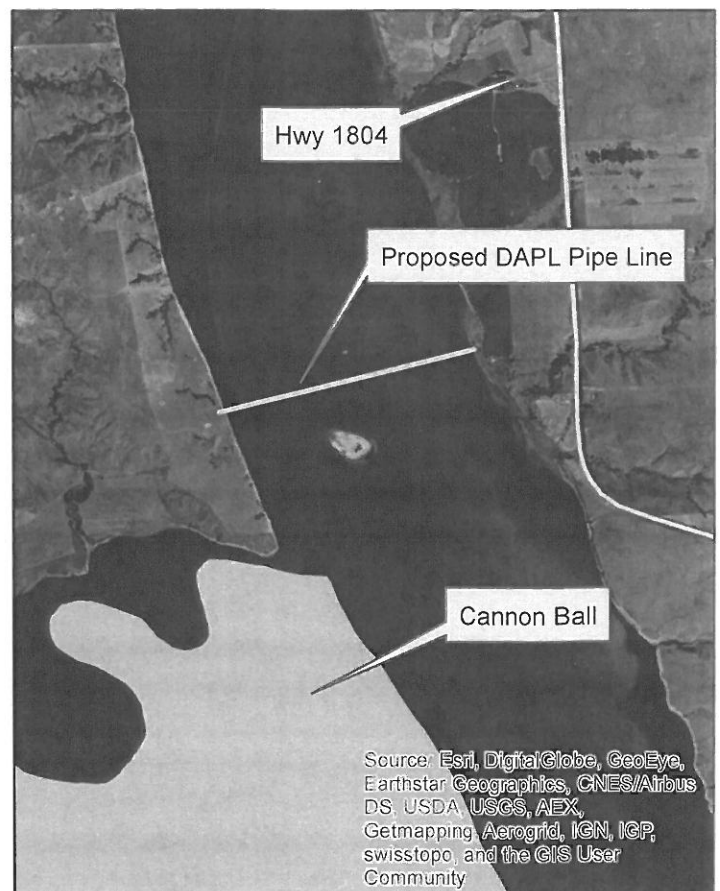 Hwy 1804
Proposed DAPL Pipe Line
Cannon Ball
Source: Esri, DigitalGlobe, GeoEye,
Earthstar Geographics, CNES/Airbus
DS, USDA, USGS, AEX,
Getmapping, Aerogrid, IGN, IGP,
swisstopo, and the GIS User
Community